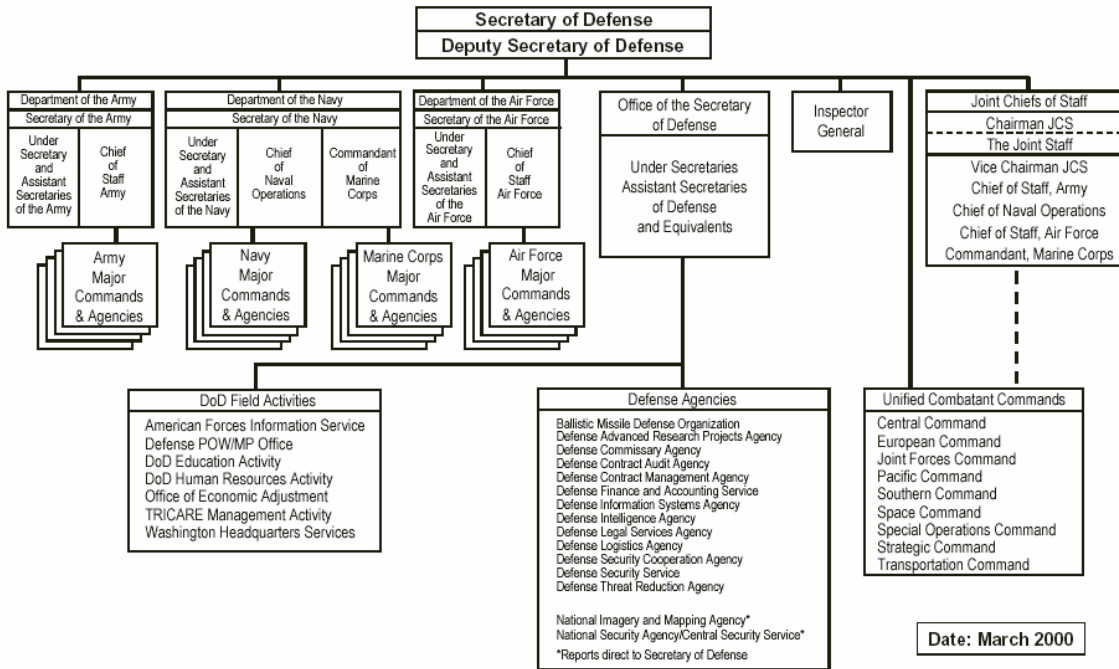 Secretary of Defense
Deputy Secretary of Defense
Department of the Army
Secretary of the Army
Under
Secretary
and
Assistant
Secretaries
of the Army
Chief
of
Staff
Army
Department of the Navy
Secretary of the Navy
Under
Secretary
and
Assistant
Secretaries
of the Navy
Chief
of
Naval
Operations
Commandant
of
Marine
Corps
Department of the Air Force
Secretary of the Air Force
Under
Secretary
and
Assistant
Secretaries
of the
Air Force
Chief
of
Staff
Air Force
Office of the Secretary
of Defense
Under Secretaries
Assistant Secretaries
of Defense
and Equivalents
Inspector
General
Joint Chiefs of Staff
Chairman JCS
The Joint Staff
Vice Chairman JCS
Chief of Staff, Army
Chief of Naval Operations
Chief of Staff, Air Force
Commandant, Marine Corps
Army
Major
Commands
& Agencies
Navy
Major
Commands
& Agencies
Marine Corps
Major
Commands
& Agencies
Air Force
Major
Commands
& Agencies
DoD Field Activities
American Forces Information Service
Defense POW/MP Office
DoD Education Activity
DoD Human Resources Activity
Office of Economic Adjustment
TRICARE Management Activity
Washington Headquarters Services
Defense Agencies
Ballistic Missile Defense Organization
Defense Advanced Research Projects Agency
Defense Commissary Agency
Defense Contract Audit Agency
Defense Contract Management Agency
Defense Finance and Accounting Service
Defense Information Systems Agency
Defense Intelligence Agency
Defense Legal Services Agency
Defense Logistics Agency
Defense Security Cooperation Agency
Defense Security Service
Defense Threat Reduction Agency
National Imagery and Mapping Agency*
National Security Agency/Central Security Service*
*Reports direct to Secretary of Defense
Unified Combatant Commands
Central Command
European Command
Joint Forces Command
Pacific Command
Southern Command
Space Command
Special Operations Command
Strategic Command
Transportation Command
Date: March 2000